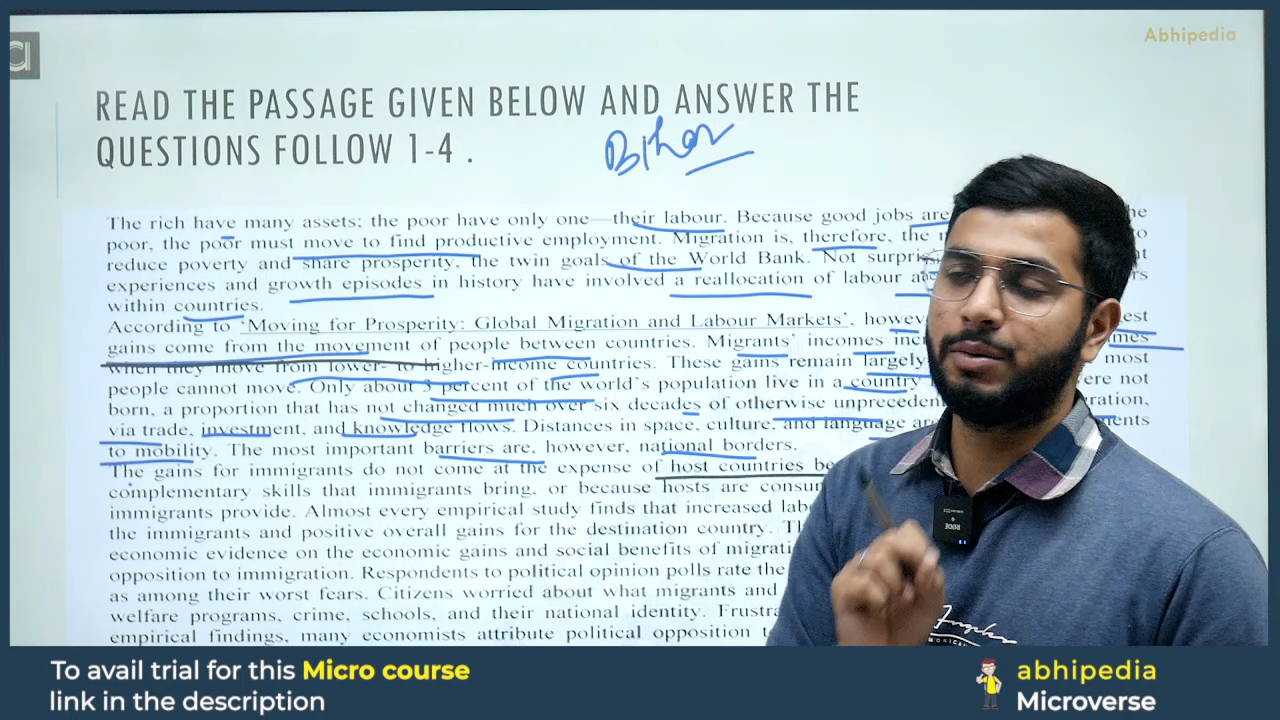 Abhipedia
READ THE PASSAGE GIVEN BELOW AND ANSWER THE
QUESTIONS FOLLOW 1-4 .
Bihar
The rich have many assets; the poor have only one—their labour. Because good jobs are
poor, the poor must move to find productive employment. Migration is, therefore, the to
reduce poverty and share prosperity, the twin goals of the World Bank. Not
experiences and growth episodes in history have involved a reallocation of labour
within countries.
According to 'Moving for Prosperity: Global Migration and Labour Markets',
gains come from the movement of people between countries. Migrants' incomes
when they move from lower- to higher-income countries. These gains remain largely most
people cannot move. Only about 3 percent of the world's population live in a country were not
born, a proportion that has not changed much over six decades of otherwise
via trade, investment, and knowledge flows. Distances in space, culture, and language
to mobility. The most important barriers are, however, national borders.
The gains for immigrants do not come at the expense of host countries
complementary skills that immigrants bring, or because hosts are
immigrants provide. Almost every empirical study finds that increased
the immigrants and positive overall gains for the destination country.
economic evidence on the economic gains and social benefits of
opposition to immigration. Respondents to political opinion polls rate the
as among their worst fears. Citizens worried about what migrants and
welfare programs, crime, schools, and their national identity.
empirical findings, many economists attribute political opposition
RØDE
To avail trial for this Micro course
link in the description
abhipedia
Microverse